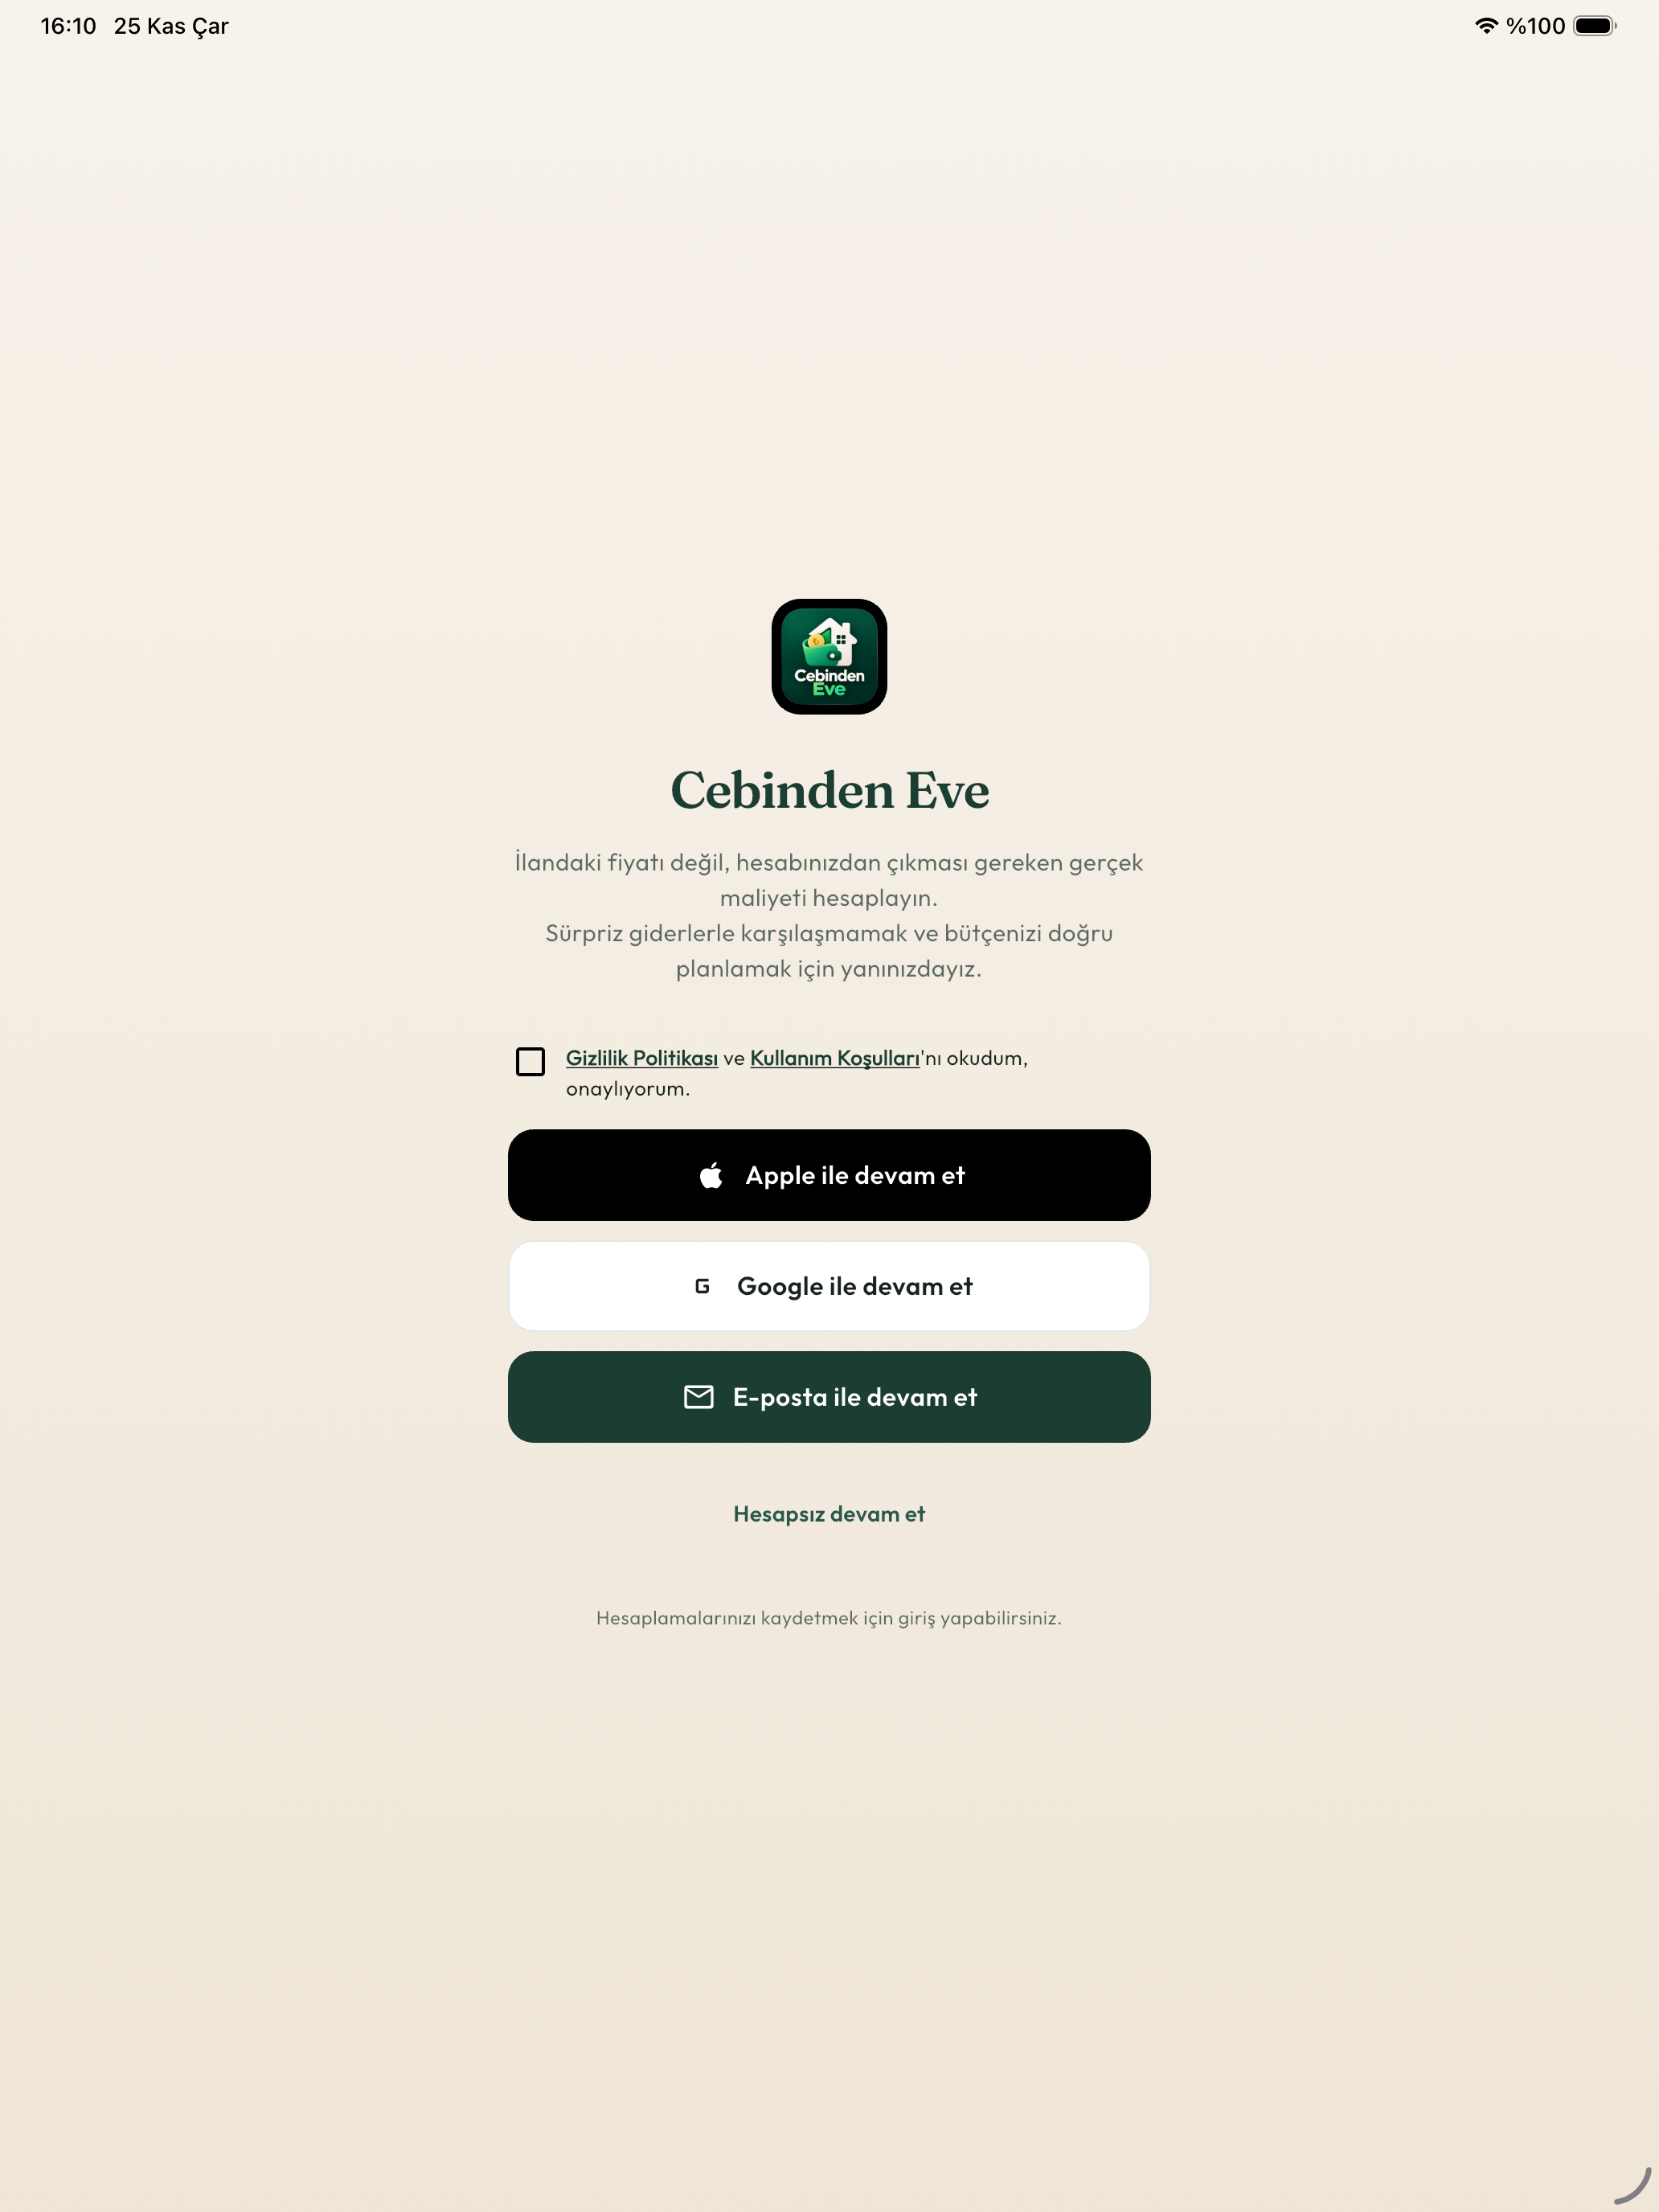 16:10 25 Kas Çar
%100
Cebinden
Eve
Cebinden Eve
İlandaki fiyatı değil, hesabınızdan çıkması gereken gerçek
maliyeti hesaplayın.
Sürpriz giderlerle karşılaşmamak ve bütçenizi doğru
planlamak için yanınızdayız.
Gizlilik Politikası ve Kullanım Koşulları'nı okudum,
onaylıyorum.
Apple ile devam et
G Google ile devam et
E-posta ile devam et
Hesapsız devam et
Hesaplamalarınızı kaydetmek için giriş yapabilirsiniz.